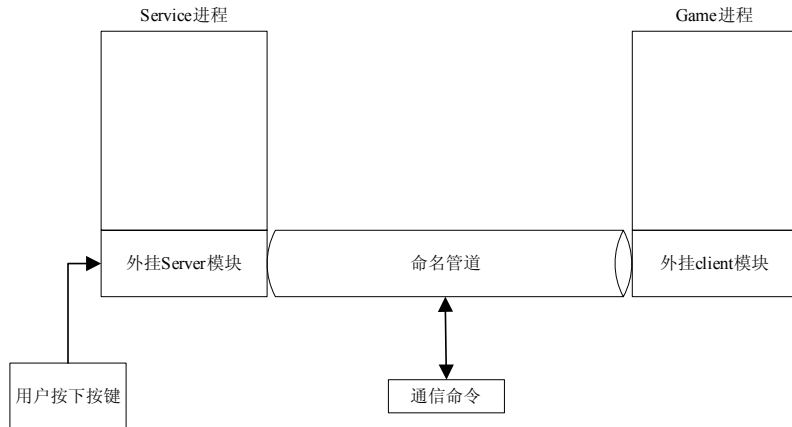 Service进程
Game进程
外挂Server模块
命名管道
外挂client模块
用户按下按键
通信命令